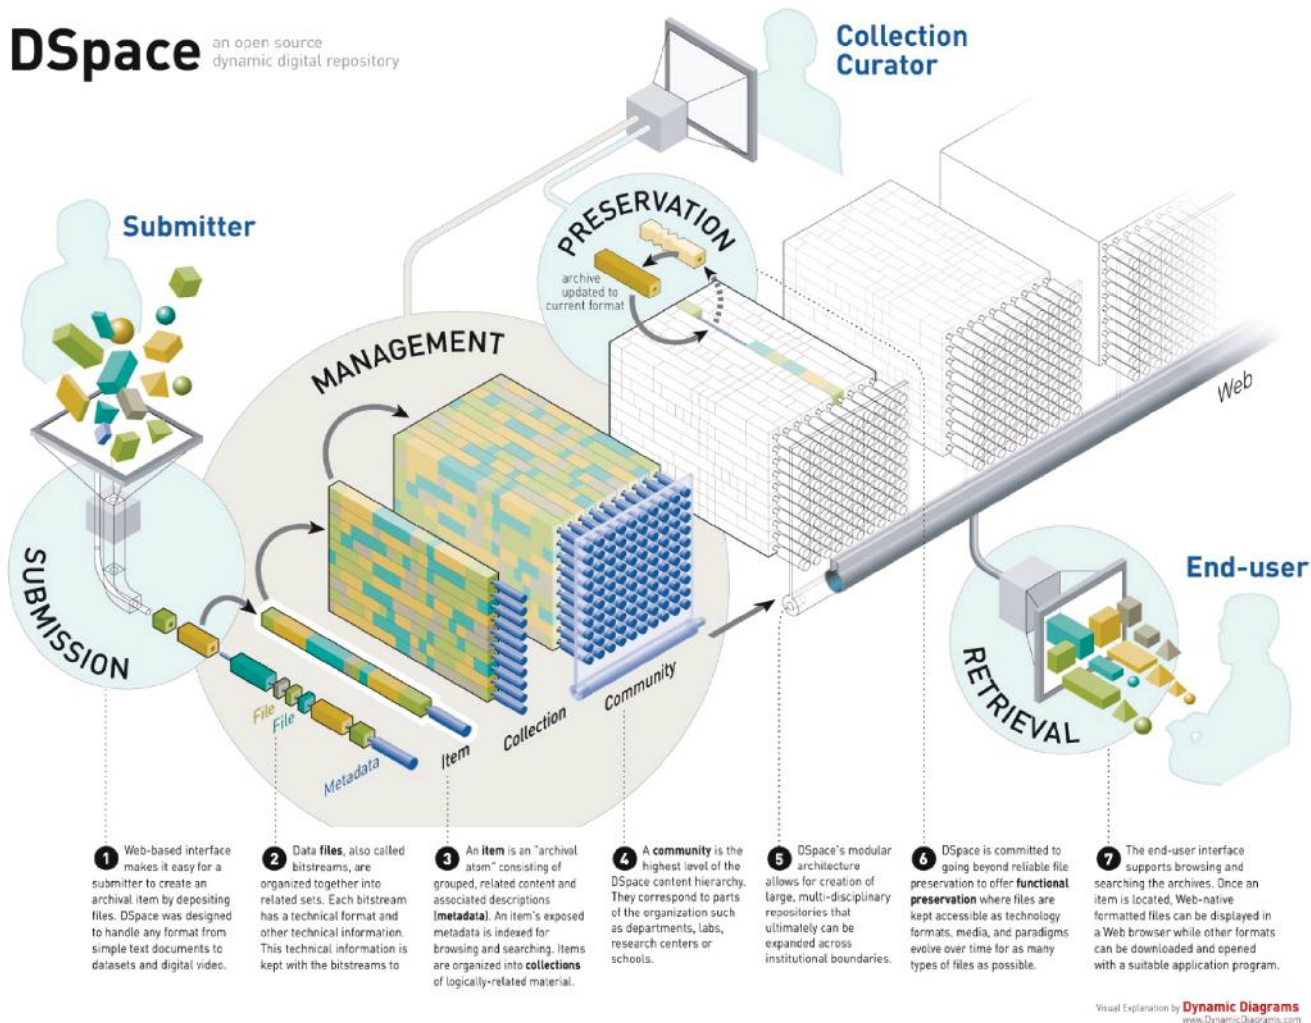 DSpace
an open source
dynamic digital repository
Collection
Curator
Submitter
PRESERVATION
archive
updated to
current format
MANAGEMENT
Web
SUBMISSION
End-user
RETRIEVAL
File
File
Metadata
Item
Collection
Community
1 Web-based interface
makes it easy for a
submitter to create an
archival item by depositing
files. DSpace was designed
to handle any format from
simple text documents to
datasets and digital video.
2 Data files, also called
bitstreams, are
organized together into
related sets. Each bitstream
has a technical format and
other technical information.
This technical information is
kept with the bitstreams to
3 An item is an "archival
atom" consisting of
grouped, related content and
associated descriptions
(metadata). An item's exposed
metadata is indexed for
browsing and searching. Items
are organized into collections
of logically-related material.
4 A community is the
highest level of the
DSpace content hierarchy.
They correspond to parts
of the organization such
as departments, labs,
research centers or
schools.
5 DSpace's modular
architecture
allows for creation of
large, multi-disciplinary
repositories that
ultimately can be
expanded across
institutional boundaries.
6 DSpace is committed to
going beyond reliable file
preservation to offer functional
preservation where files are
kept accessible as technology
formats, media, and paradigms
evolve over time for as many
types of files as possible.
7 The end-user interface
supports browsing and
searching the archives. Once an
item is located, Web-native
formatted files can be displayed in
a Web browser while other formats
can be downloaded and opened
with a suitable application program.
Visual Explanation by Dynamic Diagrams
www.DynamicDiagrams.com